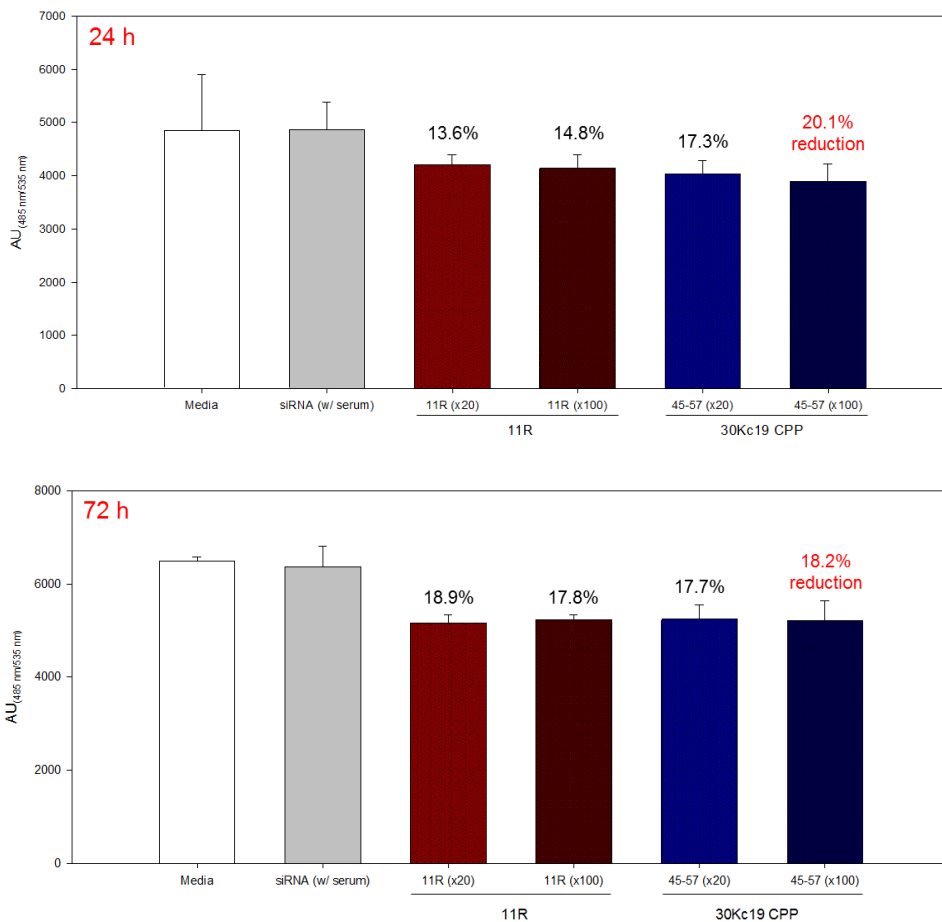 7000
24 h
6000
5000
4000
3000
2000
1000
0
AU(485 nm/535 nm)
13.6%
14.8%
17.3%
20.1%
reduction
Media
siRNA (w/ serum)
11R (x20)
11R (x100)
45-57 (x20)
45-57 (x100)
11R
30Kc19 CPP
8000
72 h
6000
4000
2000
0
AU(485 nm/535 nm)
18.9%
17.8%
17.7%
18.2%
reduction
Media
siRNA (w/ serum)
11R (x20)
11R (x100)
45-57 (x20)
45-57 (x100)
11R
30Kc19 CPP